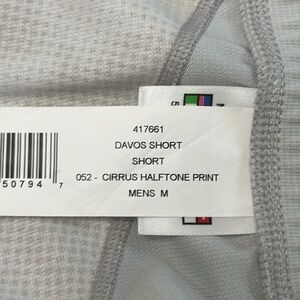 417661
DAVOS SHORT
SHORT
052 - CIRRUS HALFTONE PRINT
MENS M
50794 7